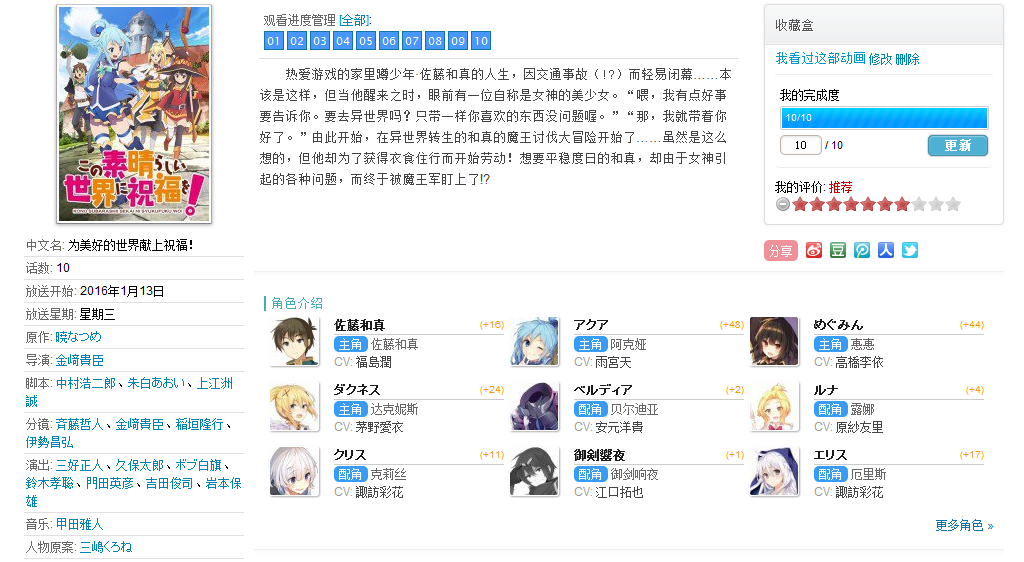 この素晴らしい
世界に祝福を!
KONO SUBARASHII SEKAI NI SYUKUFUKU WO!
中文名: 为美好的世界献上祝福！
话数: 10
放送开始: 2016年1月13日
放送星期: 星期三
原作: 暁なつめ
导演: 金﨑貴臣
脚本: 中村浩二郎、朱白あおい、上江洲
誠
分镜: 斉藤哲人、金﨑貴臣、稲垣隆行、
伊勢昌弘
演出: 三好正人、久保太郎、ボブ白旗、
鈴木孝聡、門田英彦、吉田俊司、岩本保
雄
音乐: 甲田雅人
人物原案: 三嶋くろね
观看进度管理 [全部]:
01 02 03 04 05 06 07 08 09 10
热爱游戏的家里蹲少年·佐藤和真的人生，因交通事故（!?）而轻易闭幕……本
该是这样，但当他醒来之时，眼前有一位自称是女神的美少女。“喂，我有点好事
要告诉你。要去异世界吗？只带一样你喜欢的东西没问题喔。”“那，我就带着你
好了。”由此开始，在异世界转生的和真的魔王讨伐大冒险开始了……虽然是这么
想的，但他却为了获得衣食住行而开始劳动！想要平稳度日的和真，却由于女神引
起的各种问题，而终于被魔王军盯上了!?
角色介绍
佐藤和真 (+16)
主角 佐藤和真
CV: 福島潤
アクア (+48)
主角 阿克娅
CV: 雨宮天
めぐみん (+44)
主角 惠惠
CV: 高橋李依
ダクネス (+24)
主角 达克妮斯
CV: 茅野愛衣
ベルディア (+2)
配角 贝尔迪亚
CV: 安元洋貴
ルナ (+4)
配角 露娜
CV: 原紗友里
クリス (+11)
配角 克莉丝
CV: 諏訪彩花
御剣響夜 (+1)
配角 御剑响夜
CV: 江口拓也
エリス (+17)
配角 厄里斯
CV: 諏訪彩花
更多角色 »
收藏盒
我看过这部动画 修改 删除
我的完成度
10/10
10 / 10 更新
我的评价: 推荐
分享 豆 人